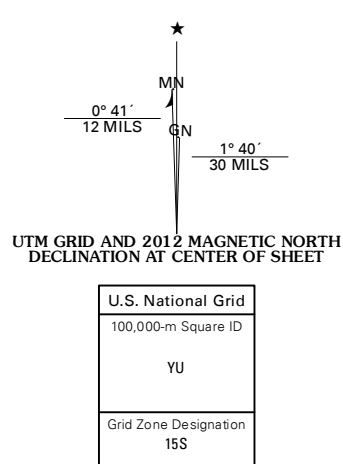 ★
MN
0° 41´
12 MILS
GN
1° 40´
30 MILS
UTM GRID AND 2012 MAGNETIC NORTH
DECLINATION AT CENTER OF SHEET
U.S. National Grid
100,000-m Square ID
YU
Grid Zone Designation
15S